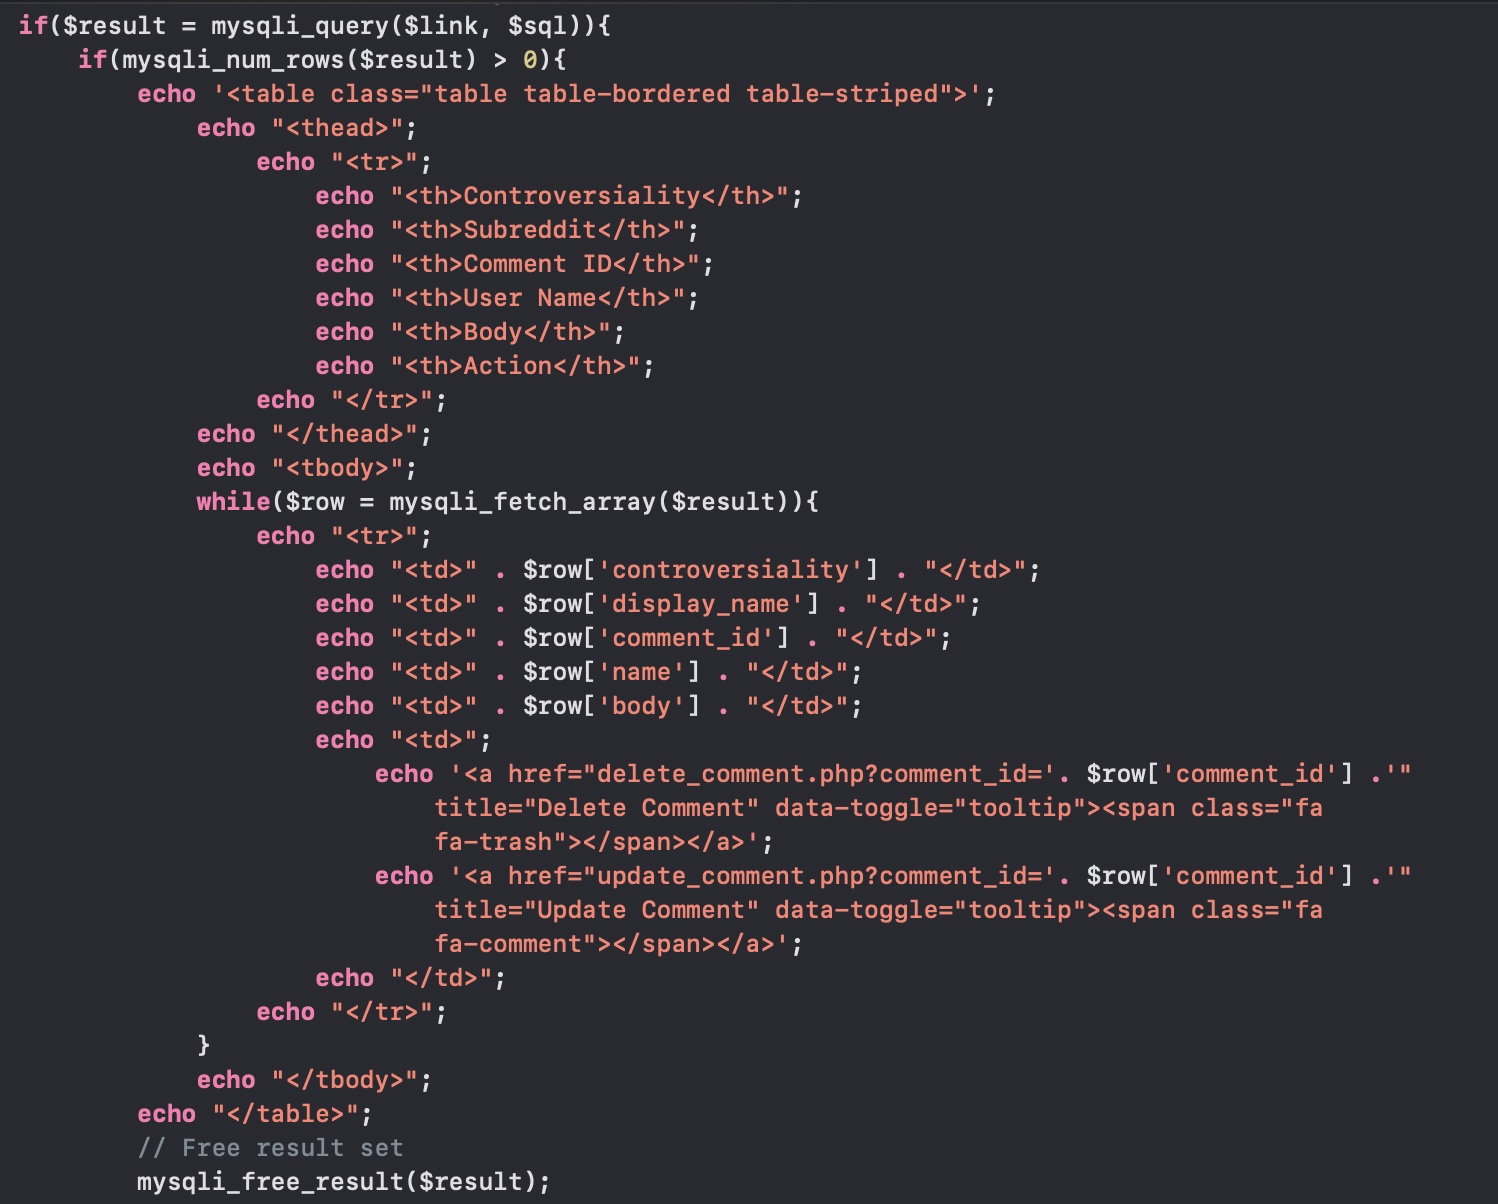 if($result = mysqli_query($link, $sql)){
    if(mysqli_num_rows($result) > 0){
        echo '<table class="table table-bordered table-striped">';
            echo "<thead>";
                echo "<tr>";
                    echo "<th>Controversiality</th>";
                    echo "<th>Subreddit</th>";
                    echo "<th>Comment ID</th>";
                    echo "<th>User Name</th>";
                    echo "<th>Body</th>";
                    echo "<th>Action</th>";
                echo "</tr>";
            echo "</thead>";
            echo "<tbody>";
            while($row = mysqli_fetch_array($result)){
                echo "<tr>";
                    echo "<td>" . $row['controversiality'] . "</td>";
                    echo "<td>" . $row['display_name'] . "</td>";
                    echo "<td>" . $row['comment_id'] . "</td>";
                    echo "<td>" . $row['name'] . "</td>";
                    echo "<td>" . $row['body'] . "</td>";
                    echo "<td>";
                        echo '<a href="delete_comment.php?comment_id='. $row['comment_id'] .'"
                            title="Delete Comment" data-toggle="tooltip"><span class="fa
                            fa-trash"></span></a>';
                        echo '<a href="update_comment.php?comment_id='. $row['comment_id'] .'"
                            title="Update Comment" data-toggle="tooltip"><span class="fa
                            fa-comment"></span></a>';
                    echo "</td>";
                echo "</tr>";
            }
            echo "</tbody>";
        echo "</table>";
        // Free result set
        mysqli_free_result($result);